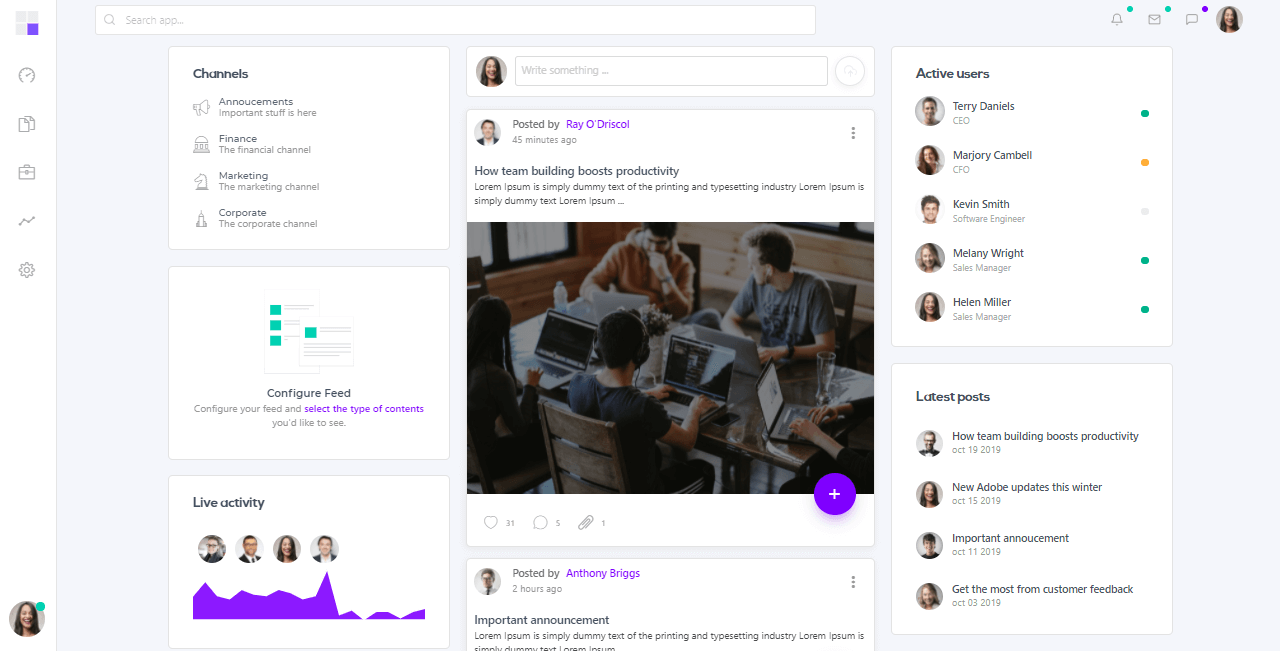 Search app...
Channels
Annoucements
Important stuff is here
Finance
The financial channel
Marketing
The marketing channel
Corporate
The corporate channel
Configure Feed
Configure your feed and select the type of contents
you'd like to see.
Live activity
Write something ...
Posted by Ray O'Driscol
45 minutes ago
How team building boosts productivity
Lorem Ipsum is simply dummy text of the printing and typesetting industry Lorem Ipsum is
simply dummy text Lorem Ipsum ...
+
31 5 1
Posted by Anthony Briggs
2 hours ago
Important announcement
Lorem Ipsum is simply dummy text of the printing and typesetting industry Lorem Ipsum is
simply dummy text Lorem Ipsum ...
Active users
Terry Daniels
CEO
Marjory Cambell
CFO
Kevin Smith
Software Engineer
Melany Wright
Sales Manager
Helen Miller
Sales Manager
Latest posts
How team building boosts productivity
oct 19 2019
New Adobe updates this winter
oct 15 2019
Important annoucement
oct 11 2019
Get the most from customer feedback
oct 03 2019